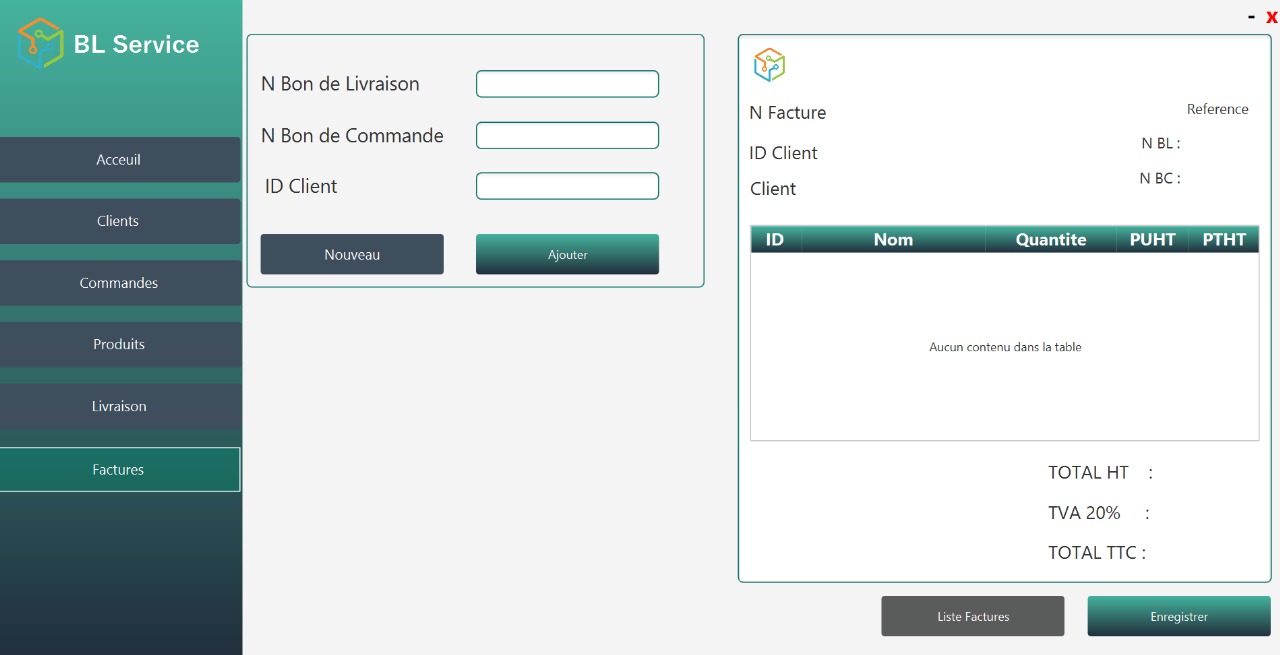 - X
BL Service
Acceuil
Clients
Commandes
Produits
Livraison
Factures
N Bon de Livraison
N Bon de Commande
ID Client
Nouveau
Ajouter
N Facture
Reference
ID Client
N BL :
Client
N BC :
ID Nom Quantite PUHT PTHT
Aucun contenu dans la table
TOTAL HT :
TVA 20% :
TOTAL TTC :
Liste Factures
Enregistrer